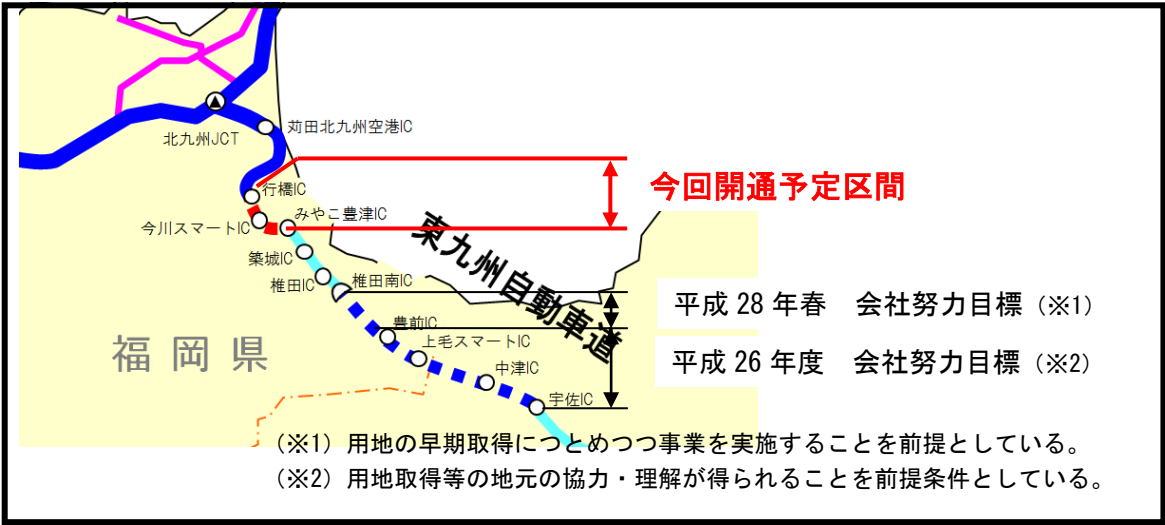 北九州JCT
苅田北九州空港IC
行橋IC
今回開通予定区間
今川スマートIC
みやこ豊津IC
築城IC
椎田IC
椎田南IC
東九州自動車道
平成 28 年春　会社努力目標（※1）
豊前IC
上毛スマートIC
福岡県
平成 26 年度　会社努力目標（※2）
中津IC
宇佐IC
（※1）用地の早期取得につとめつつ事業を実施することを前提としている。
（※2）用地取得等の地元の協力・理解が得られることを前提条件としている。